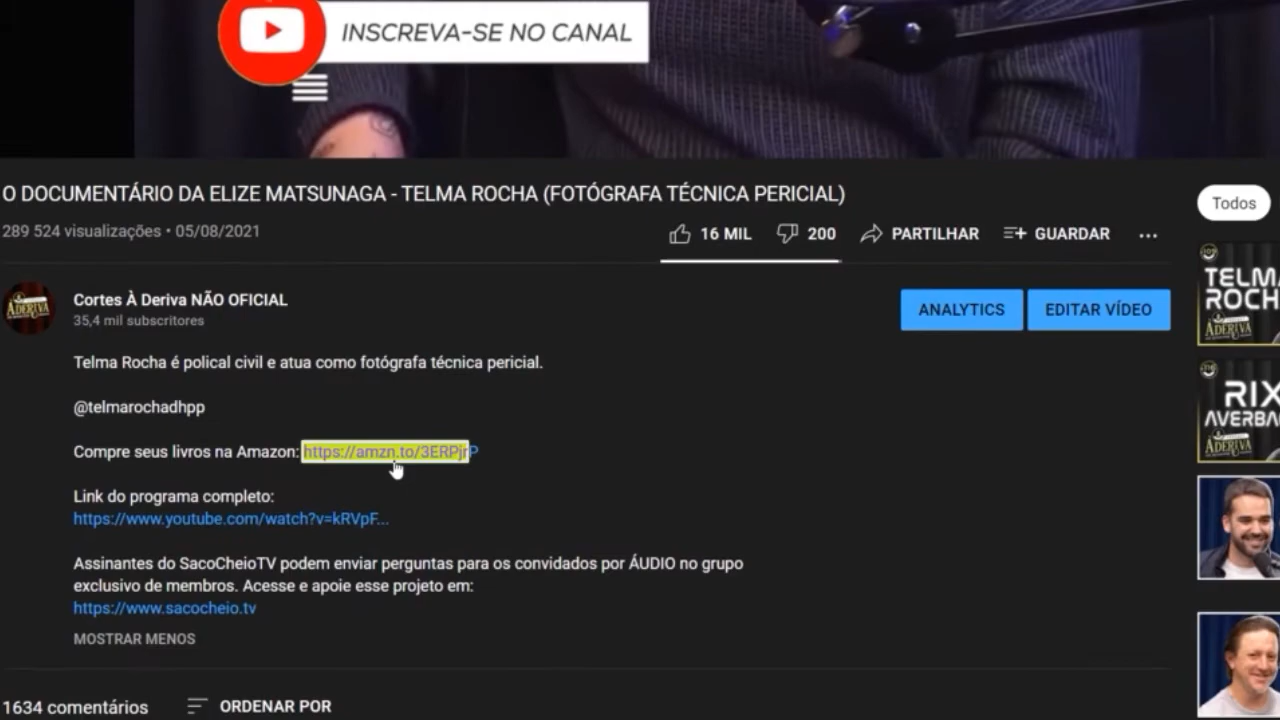 INSCREVA-SE NO CANAL
O DOCUMENTÁRIO DA ELIZE MATSUNAGA - TELMA ROCHA (FOTÓGRAFA TÉCNICA PERICIAL)
289 524 visualizações • 05/08/2021
16 MIL 200 PARTILHAR GUARDAR ...
Todos
Cortes À Deriva NÃO OFICIAL
35,4 mil subscritores
ANALYTICS EDITAR VÍDEO
Telma Rocha é polical civil e atua como fotógrafa técnica pericial.
@telmarochadhpp
Compre seus livros na Amazon: https://amzn.to/3ERPjrP
Link do programa completo:
https://www.youtube.com/watch?v=kRVpF...
Assinantes do SacoCheioTV podem enviar perguntas para os convidados por ÁUDIO no grupo
exclusivo de membros. Acesse e apoie esse projeto em:
https://www.sacocheio.tv
MOSTRAR MENOS
1634 comentários ORDENAR POR
TELMA
ROCH
ADERIVA
RIX
AVERBA
ADERIVA